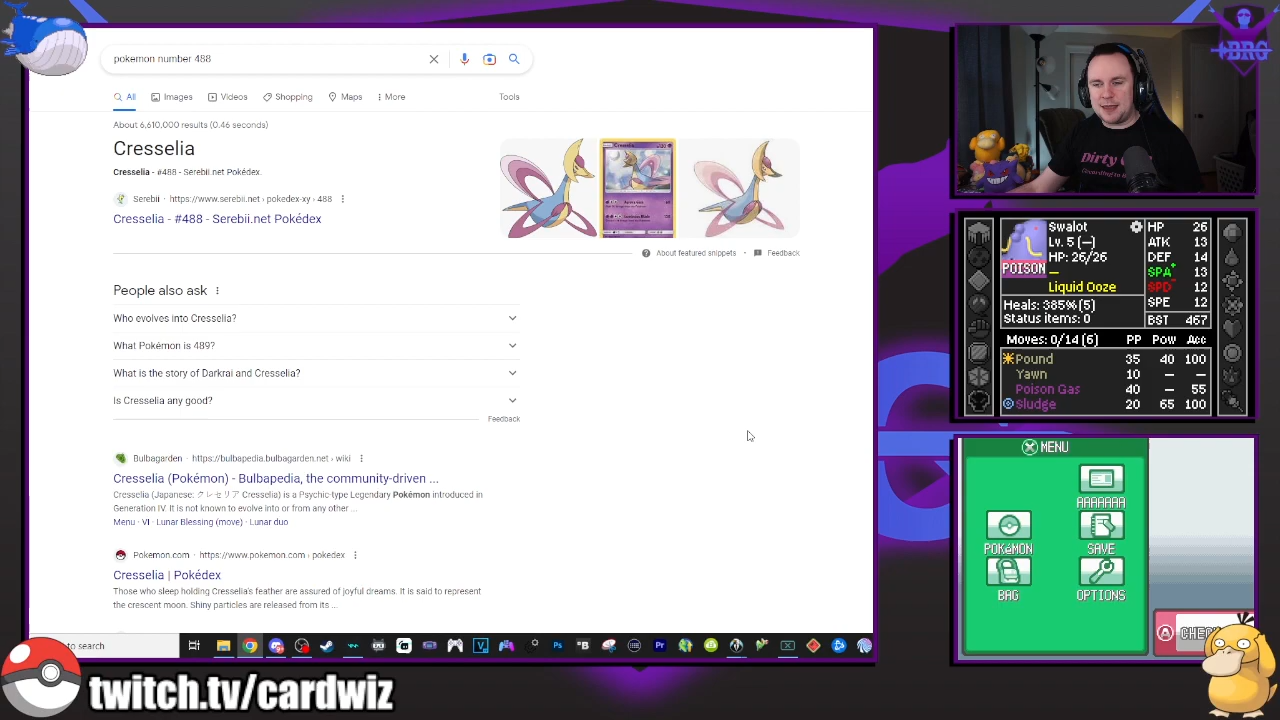 pokemon number 488
All
Images
Videos
Shopping
Maps
More
Tools
About 6,610,000 results (0.46 seconds)
Cresselia
Cresselia - #488 - Serebii.net Pokédex.
Serebii · https://www.serebii.net › pokedex-xy › 488
Cresselia - #488 - Serebii.net Pokédex
About featured snippets · Feedback
People also ask
Who evolves into Cresselia?
What Pokémon is 489?
What is the story of Darkrai and Cresselia?
Is Cresselia any good?
Feedback
Bulbagarden · https://bulbapedia.bulbagarden.net › wiki
Cresselia (Pokémon) - Bulbapedia, the community-driven ...
Cresselia (Japanese: クレセリア Cresselia) is a Psychic-type Legendary Pokémon introduced in
Generation IV. It is not known to evolve into or from any other ...
Menu · VI · Lunar Blessing (move) · Lunar duo
Pokemon.com · https://www.pokemon.com › pokedex
Cresselia | Pokédex
Those who sleep holding Cresselia's feather are assured of joyful dreams. It is said to represent
the crescent moon. Shiny particles are released from its ...
to search
twitch.tv/cardwiz
BRG
Swalot
Lv. 5 (—)
HP: 26/26
—
Liquid Ooze
POISON
Heals: 385% (5)
Status items: 0
HP 26
ATK 13
DEF 14
SPA 13
SPD 12
SPE 12
BST 467
Moves: 0/14 (6) PP Pow Acc
Pound 35 40 100
Yawn 10 — —
Poison Gas 40 — 55
Sludge 20 65 100
X MENU
AAAAAAA
POKéMON
SAVE
BAG
OPTIONS
A CHECK